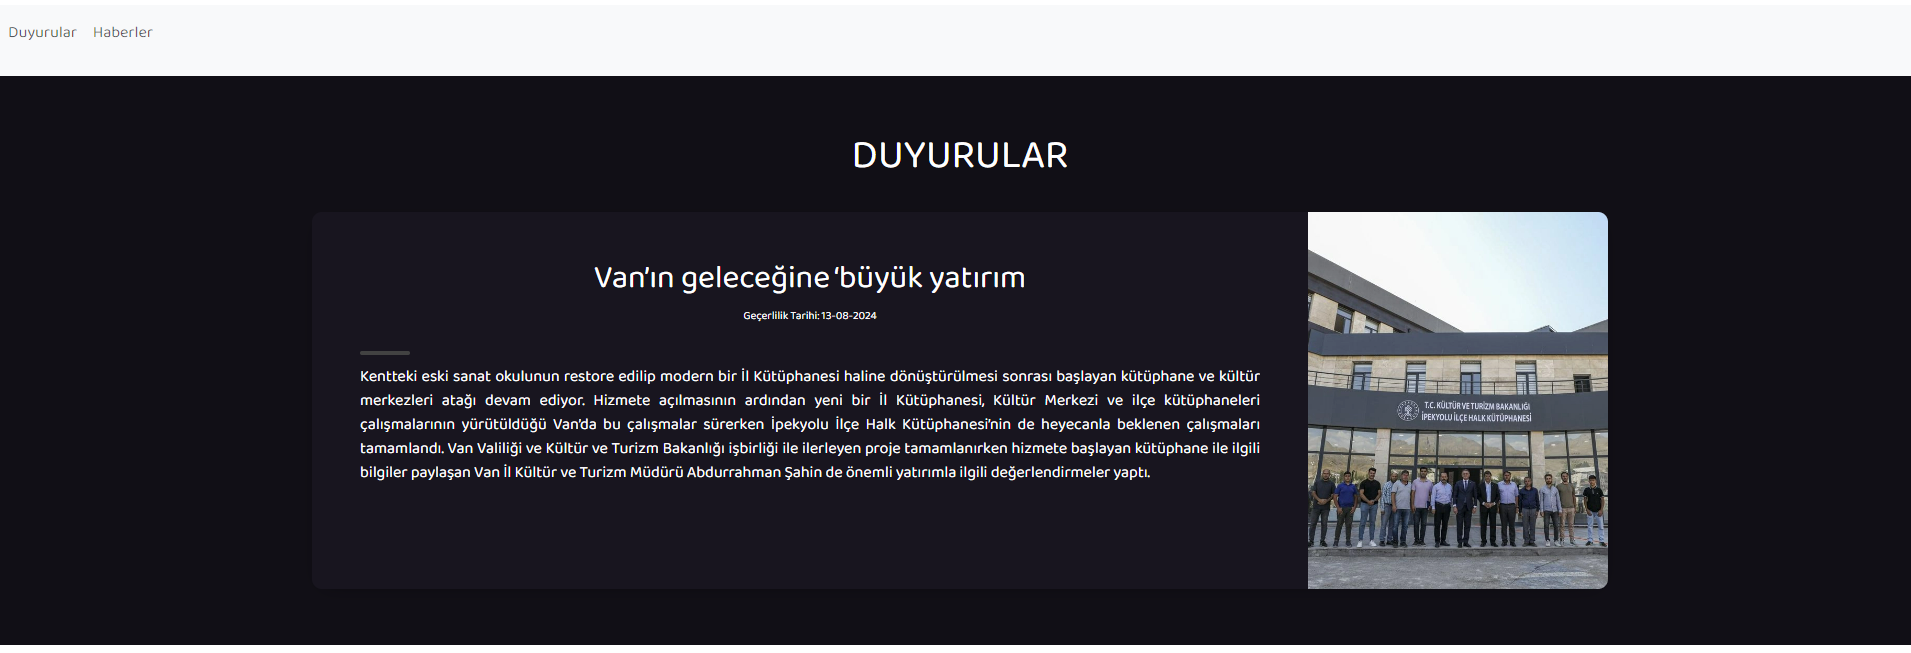 Duyurular Haberler
DUYURULAR
Van’ın geleceğine ‘büyük yatırım
Geçerlilik Tarihi: 13-08-2024
Kentteki eski sanat okulunun restore edilip modern bir İl Kütüphanesi haline dönüştürülmesi sonrası başlayan kütüphane ve kültür
merkezleri atağı devam ediyor. Hizmete açılmasının ardından yeni bir İl Kütüphanesi, Kültür Merkezi ve ilçe kütüphaneleri
çalışmalarının yürütüldüğü Van’da bu çalışmalar sürerken İpekyolu İlçe Halk Kütüphanesi’nin de heyecanla beklenen çalışmaları
tamamlandı. Van Valiliği ve Kültür ve Turizm Bakanlığı işbirliği ile ilerleyen proje tamamlanırken hizmete başlayan kütüphane ile ilgili
bilgiler paylaşan Van İl Kültür ve Turizm Müdürü Abdurrahman Şahin de önemli yatırımla ilgili değerlendirmeler yaptı.
T.C. KÜLTÜR VE TURİZM BAKANLIĞI
İPEKYOLU İLÇE HALK KÜTÜPHANESİ